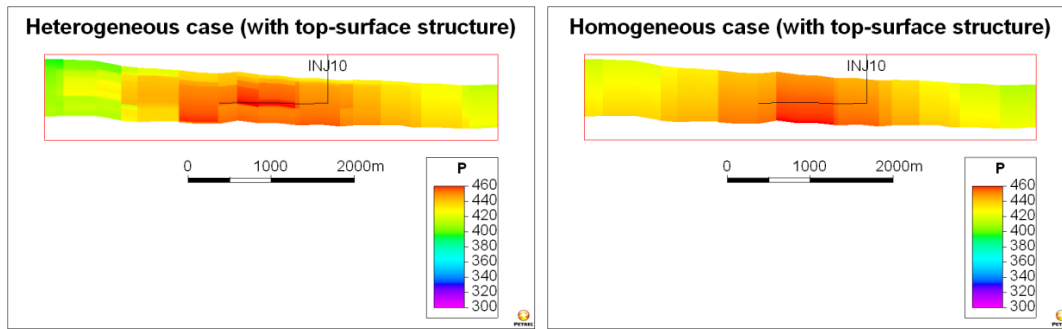 Heterogeneous case (with top-surface structure)
INJ10
0 1000 2000m
P
460
440
420
400
380
360
340
320
300
PETREL
Homogeneous case (with top-surface structure)
INJ10
0 1000 2000m
P
460
440
420
400
380
360
340
320
300
PETREL